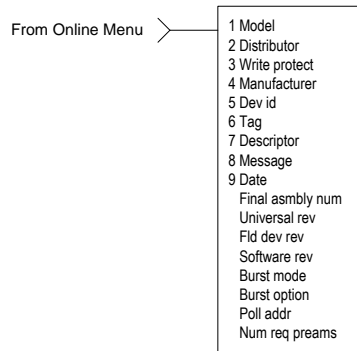 From Online Menu
1 Model
2 Distributor
3 Write protect
4 Manufacturer
5 Dev id
6 Tag
7 Descriptor
8 Message
9 Date
Final asmbly num
Universal rev
Fld dev rev
Software rev
Burst mode
Burst option
Poll addr
Num req preams